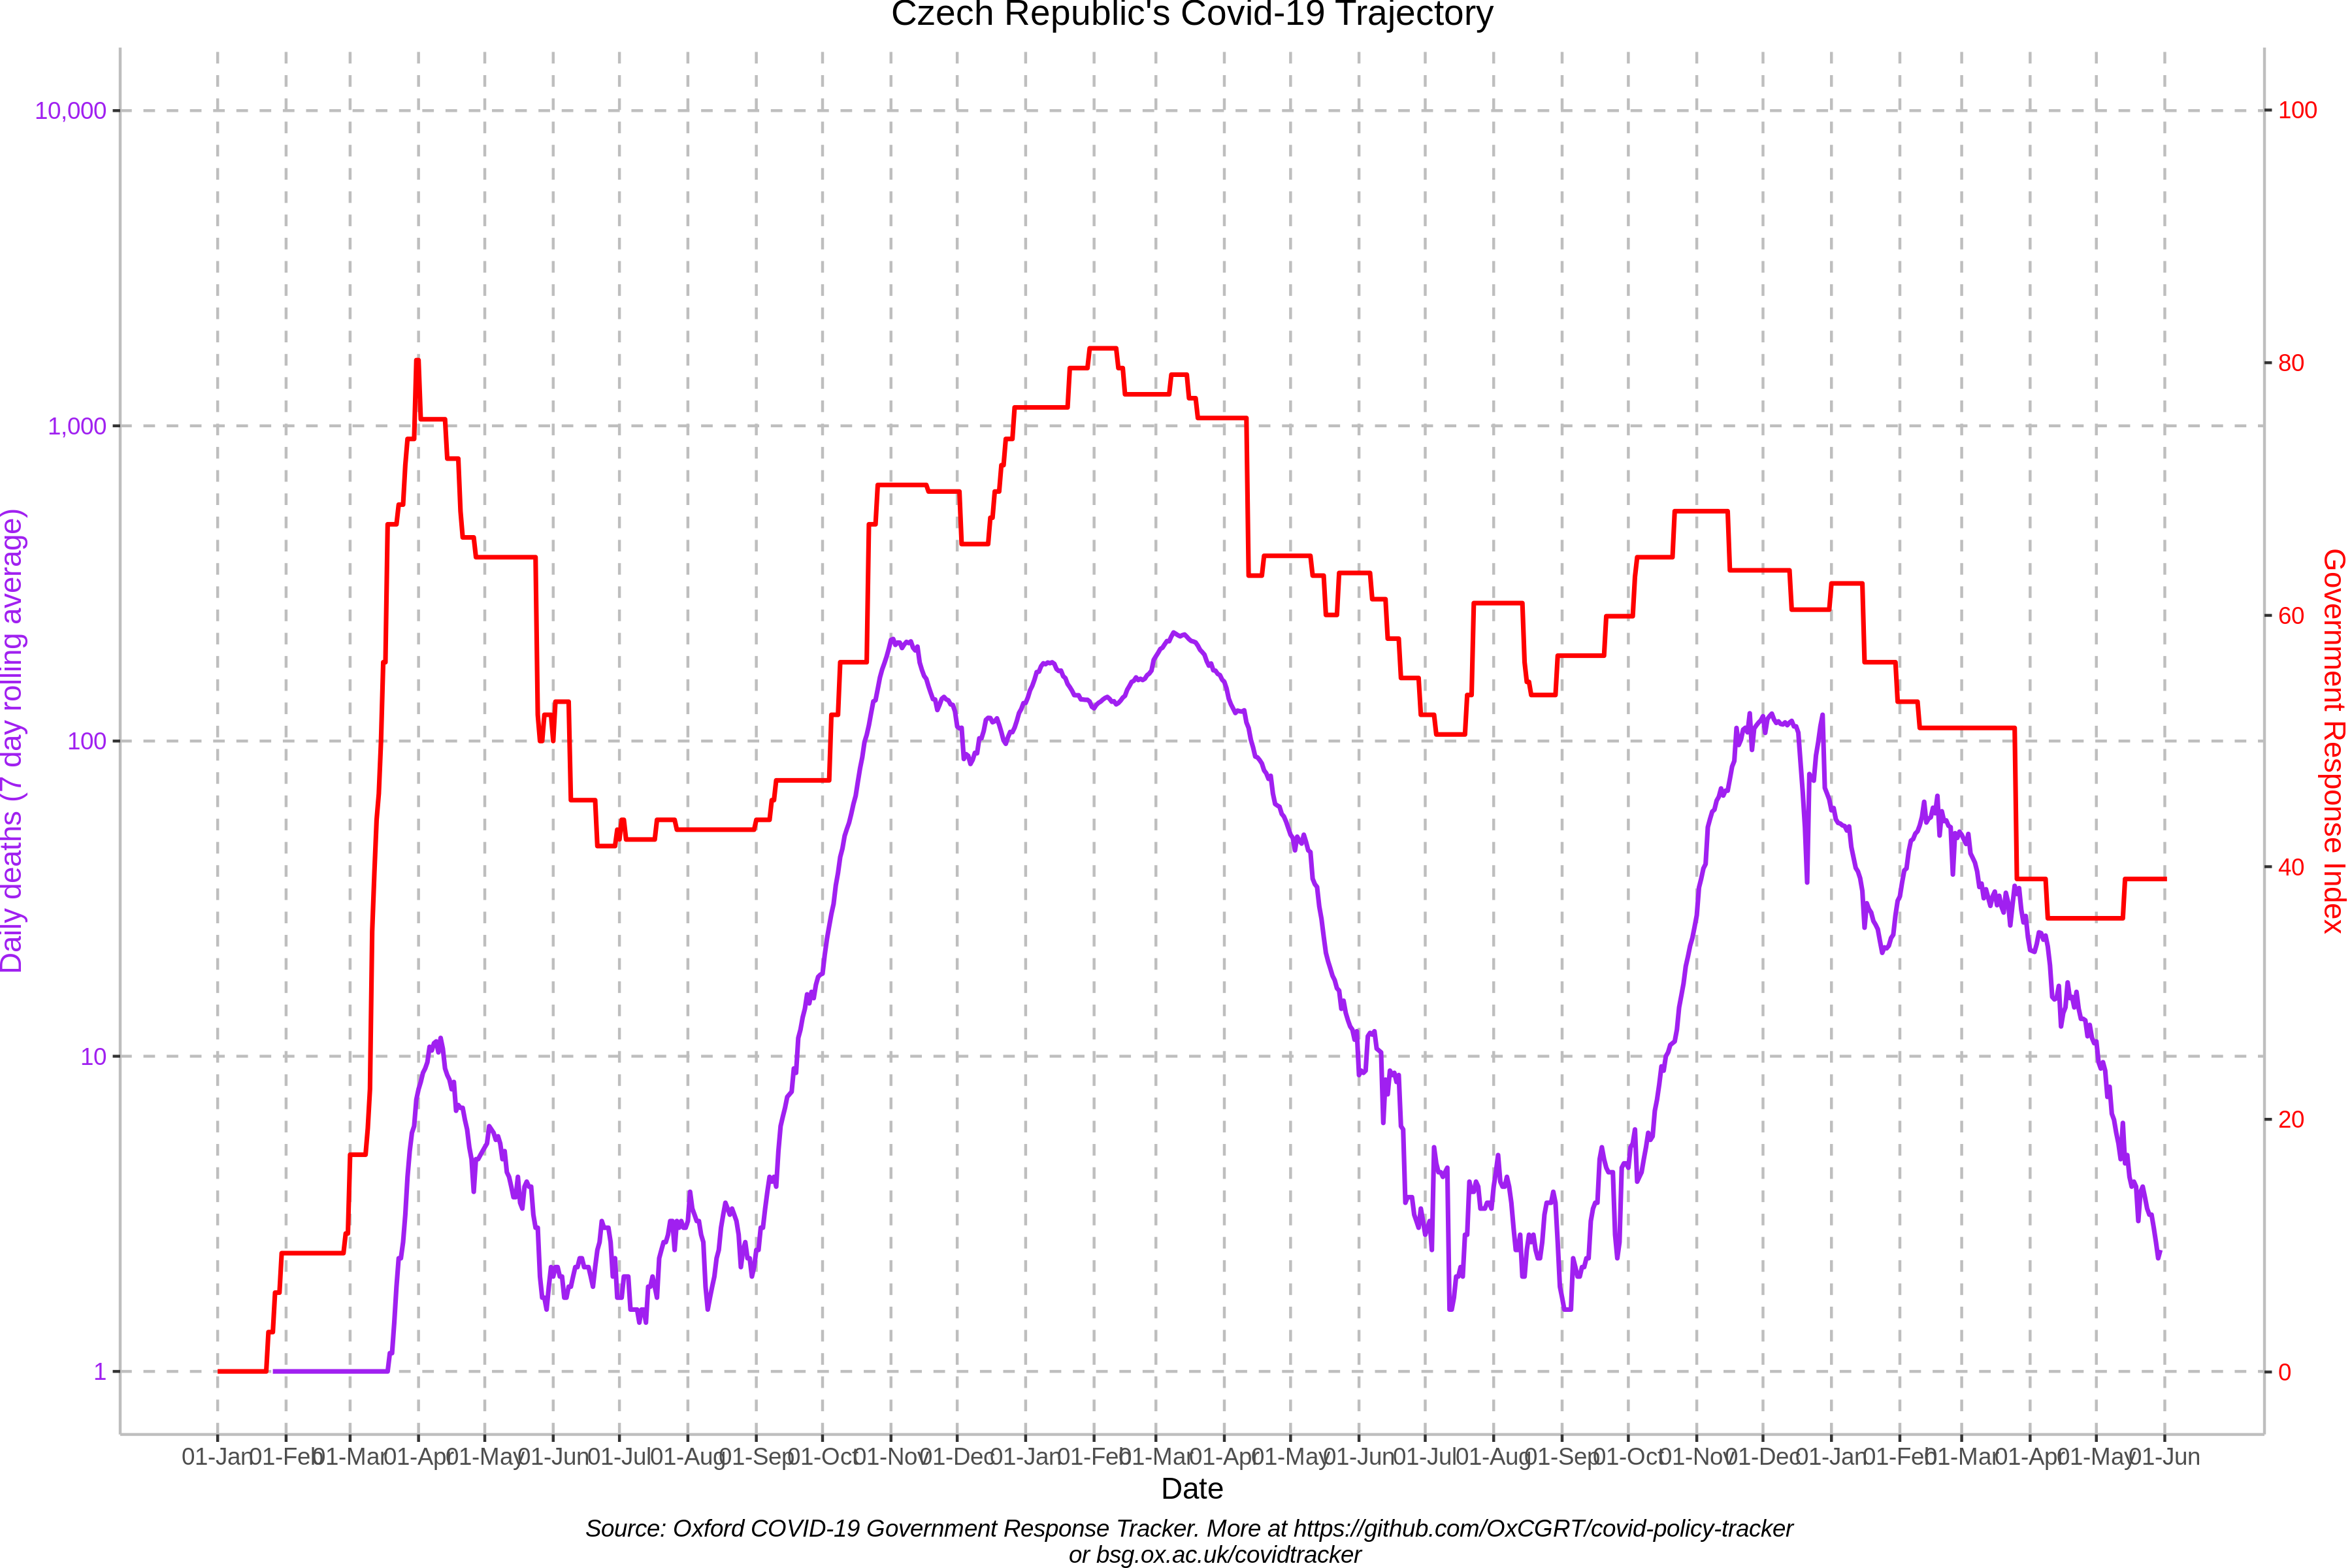 Czech Republic's Covid-19 Trajectory
10,000
1,000
100
10
1
Daily deaths (7 day rolling average)
100
80
60
40
20
0
Government Response Index
01-Jan 01-Feb 01-Mar 01-Apr 01-May 01-Jun 01-Jul 01-Aug 01-Sep 01-Oct 01-Nov 01-Dec 01-Jan 01-Feb 01-Mar 01-Apr 01-May 01-Jun 01-Jul 01-Aug 01-Sep 01-Oct 01-Nov 01-Dec 01-Jan 01-Feb 01-Mar 01-Apr 01-May 01-Jun
Date
Source: Oxford COVID-19 Government Response Tracker. More at https://github.com/OxCGRT/covid-policy-tracker
or bsg.ox.ac.uk/covidtracker